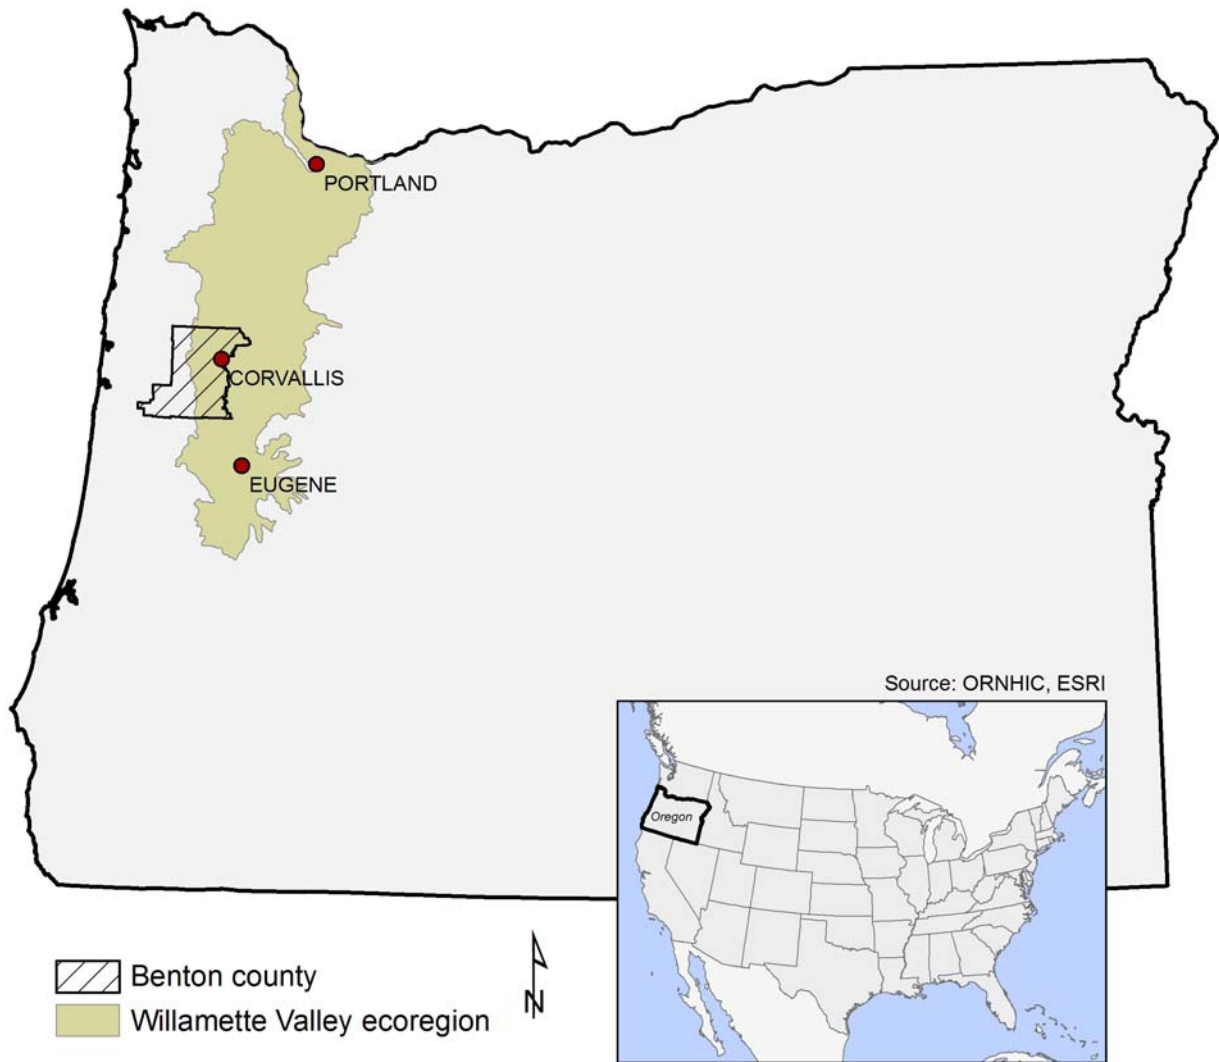 PORTLAND
CORVALLIS
EUGENE
Source: ORNHIC, ESRI
Oregon
Benton county
Willamette Valley ecoregion
N